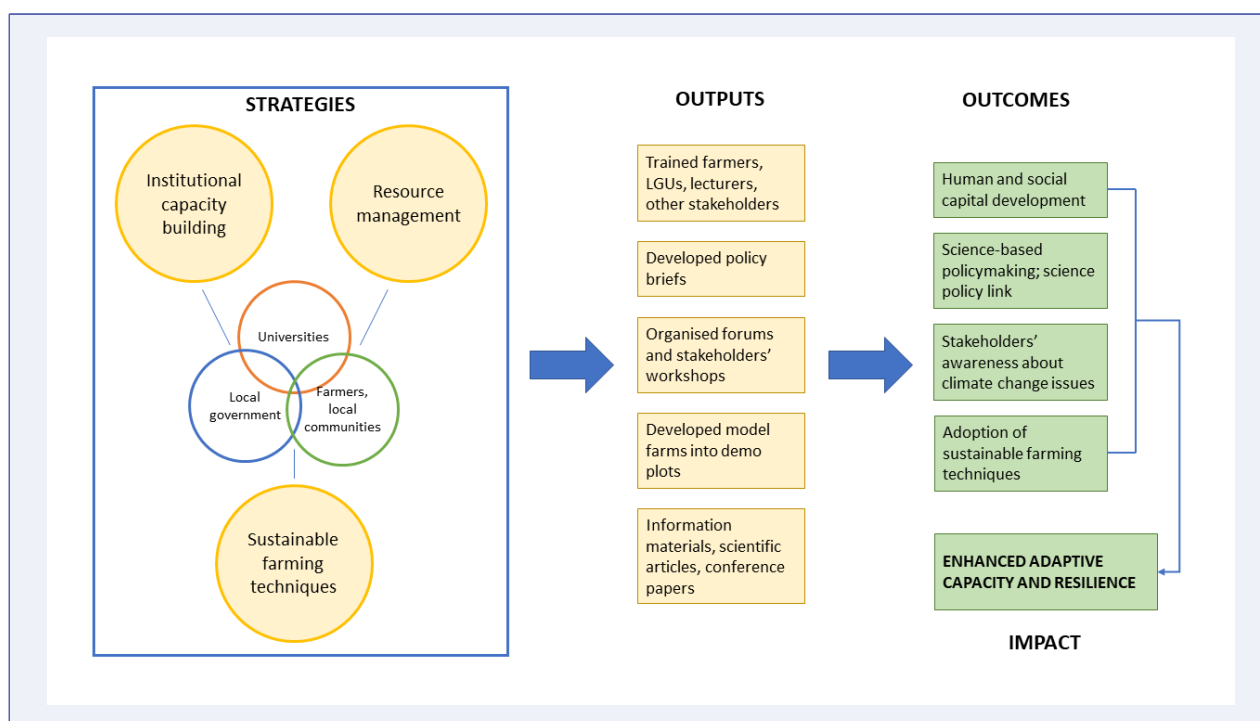 STRATEGIES
Institutional
capacity
building
Resource
management
Universities
Local
government
Farmers,
local
communities
Sustainable
farming
techniques
OUTPUTS
Trained farmers,
LGUs, lecturers,
other stakeholders
Developed policy
briefs
Organised forums
and stakeholders’
workshops
Developed model
farms into demo
plots
Information
materials, scientific
articles, conference
papers
OUTCOMES
Human and social
capital development
Science-based
policymaking; science
policy link
Stakeholders’
awareness about
climate change issues
Adoption of
sustainable farming
techniques
ENHANCED ADAPTIVE
CAPACITY AND RESILIENCE
IMPACT